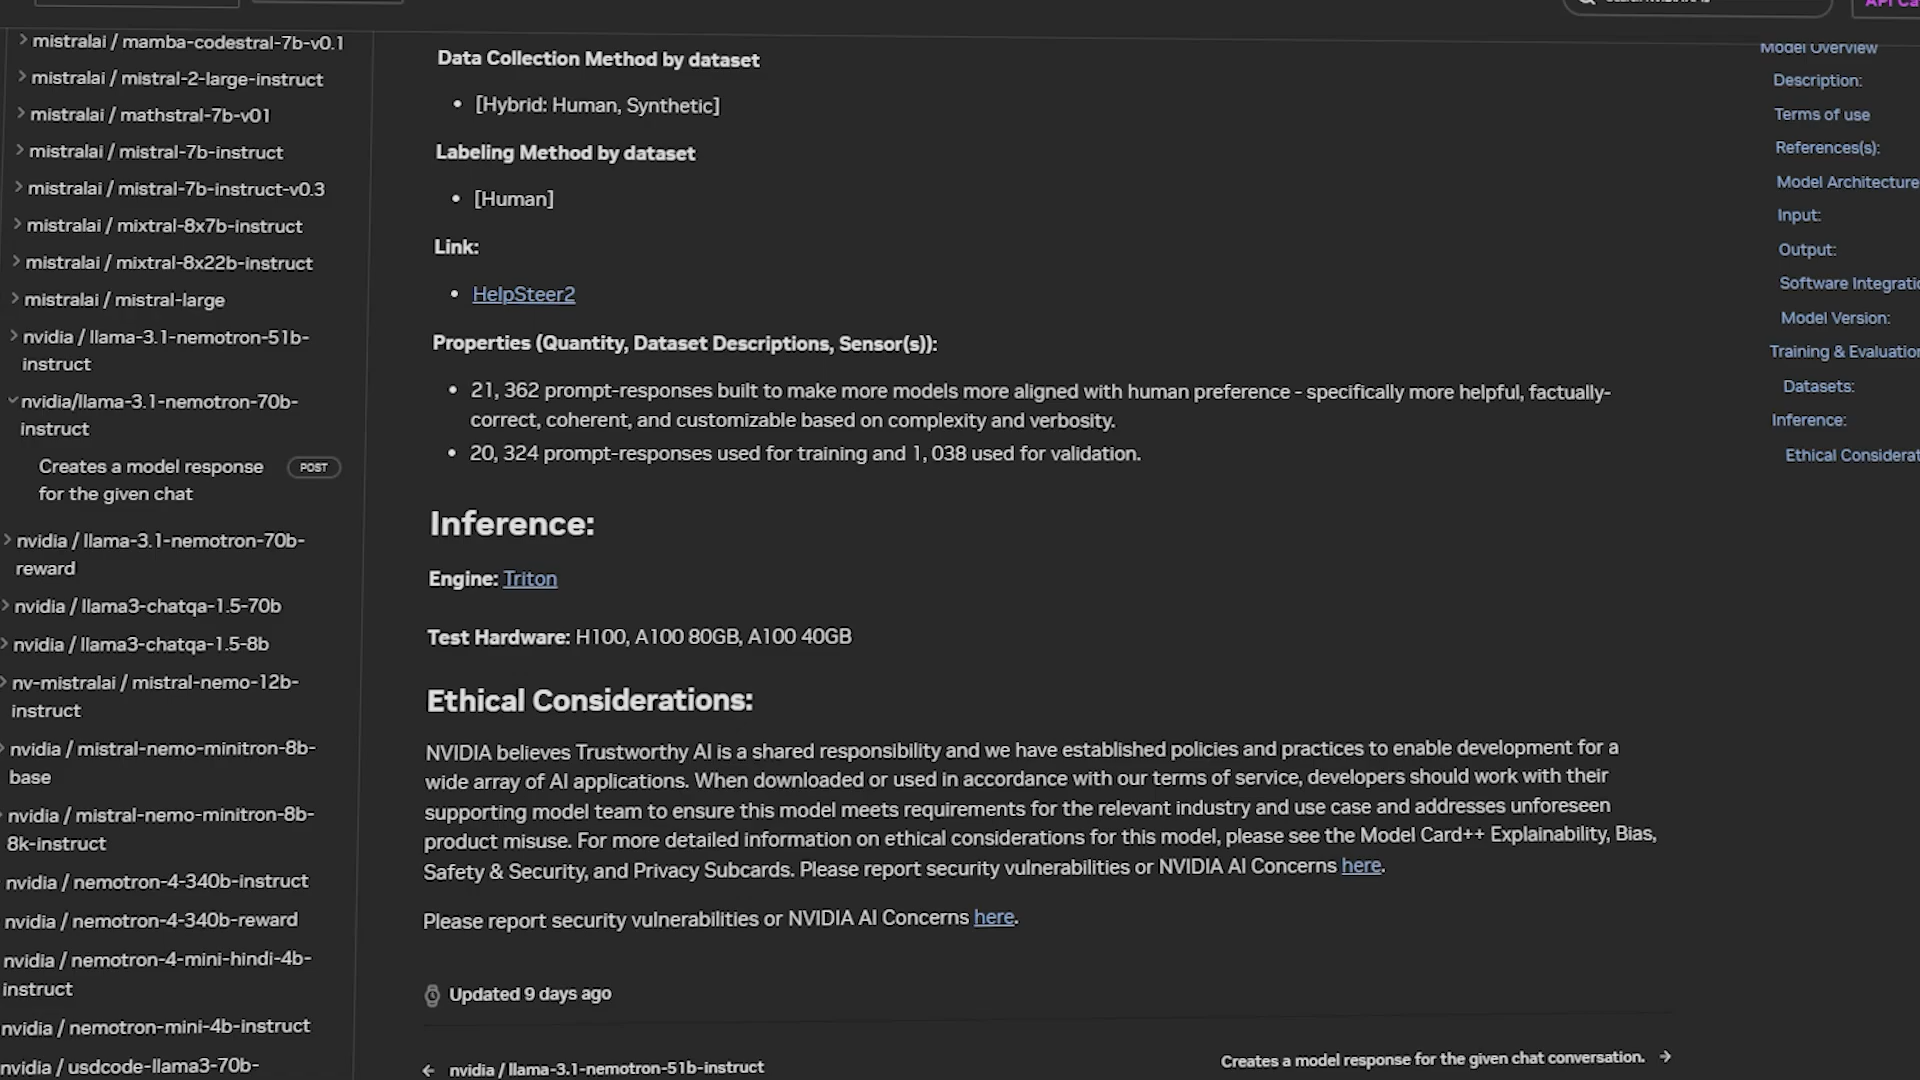 mistralai / mamba-codestral-7b-v0.1
mistralai / mistral-2-large-instruct
mistralai / mathstral-7b-v01
mistralai / mistral-7b-instruct
mistralai / mistral-7b-instruct-v0.3
mistralai / mixtral-8x7b-instruct
mistralai / mixtral-8x22b-instruct
mistralai / mistral-large
nvidia / llama-3.1-nemotron-51b-
instruct
nvidia/llama-3.1-nemotron-70b-
instruct
Creates a model response POST
for the given chat
nvidia / llama-3.1-nemotron-70b-
reward
nvidia / llama3-chatqa-1.5-70b
nvidia / llama3-chatqa-1.5-8b
nv-mistralai / mistral-nemo-12b-
instruct
nvidia / mistral-nemo-minitron-8b-
base
nvidia / mistral-nemo-minitron-8b-
8k-instruct
nvidia / nemotron-4-340b-instruct
nvidia / nemotron-4-340b-reward
nvidia / nemotron-4-mini-hindi-4b-
instruct
nvidia / nemotron-mini-4b-instruct
nvidia / usdcode-llama3-70b-
Data Collection Method by dataset
• [Hybrid: Human, Synthetic]
Labeling Method by dataset
• [Human]
Link:
• HelpSteer2
Properties (Quantity, Dataset Descriptions, Sensor(s)):
• 21, 362 prompt-responses built to make more models more aligned with human preference - specifically more helpful, factually-
correct, coherent, and customizable based on complexity and verbosity.
• 20, 324 prompt-responses used for training and 1, 038 used for validation.
Inference:
Engine: Triton
Test Hardware: H100, A100 80GB, A100 40GB
Ethical Considerations:
NVIDIA believes Trustworthy AI is a shared responsibility and we have established policies and practices to enable development for a
wide array of AI applications. When downloaded or used in accordance with our terms of service, developers should work with their
supporting model team to ensure this model meets requirements for the relevant industry and use case and addresses unforeseen
product misuse. For more detailed information on ethical considerations for this model, please see the Model Card++ Explainability, Bias,
Safety & Security, and Privacy Subcards. Please report security vulnerabilities or NVIDIA AI Concerns here.
Please report security vulnerabilities or NVIDIA AI Concerns here.
Updated 9 days ago
← nvidia / llama-3.1-nemotron-51b-instruct
Creates a model response for the given chat conversation. →
API Ca
Model Overview
Description:
Terms of use
References(s):
Model Architecture
Input:
Output:
Software Integratio
Model Version:
Training & Evaluation
Datasets:
Inference:
Ethical Considerat